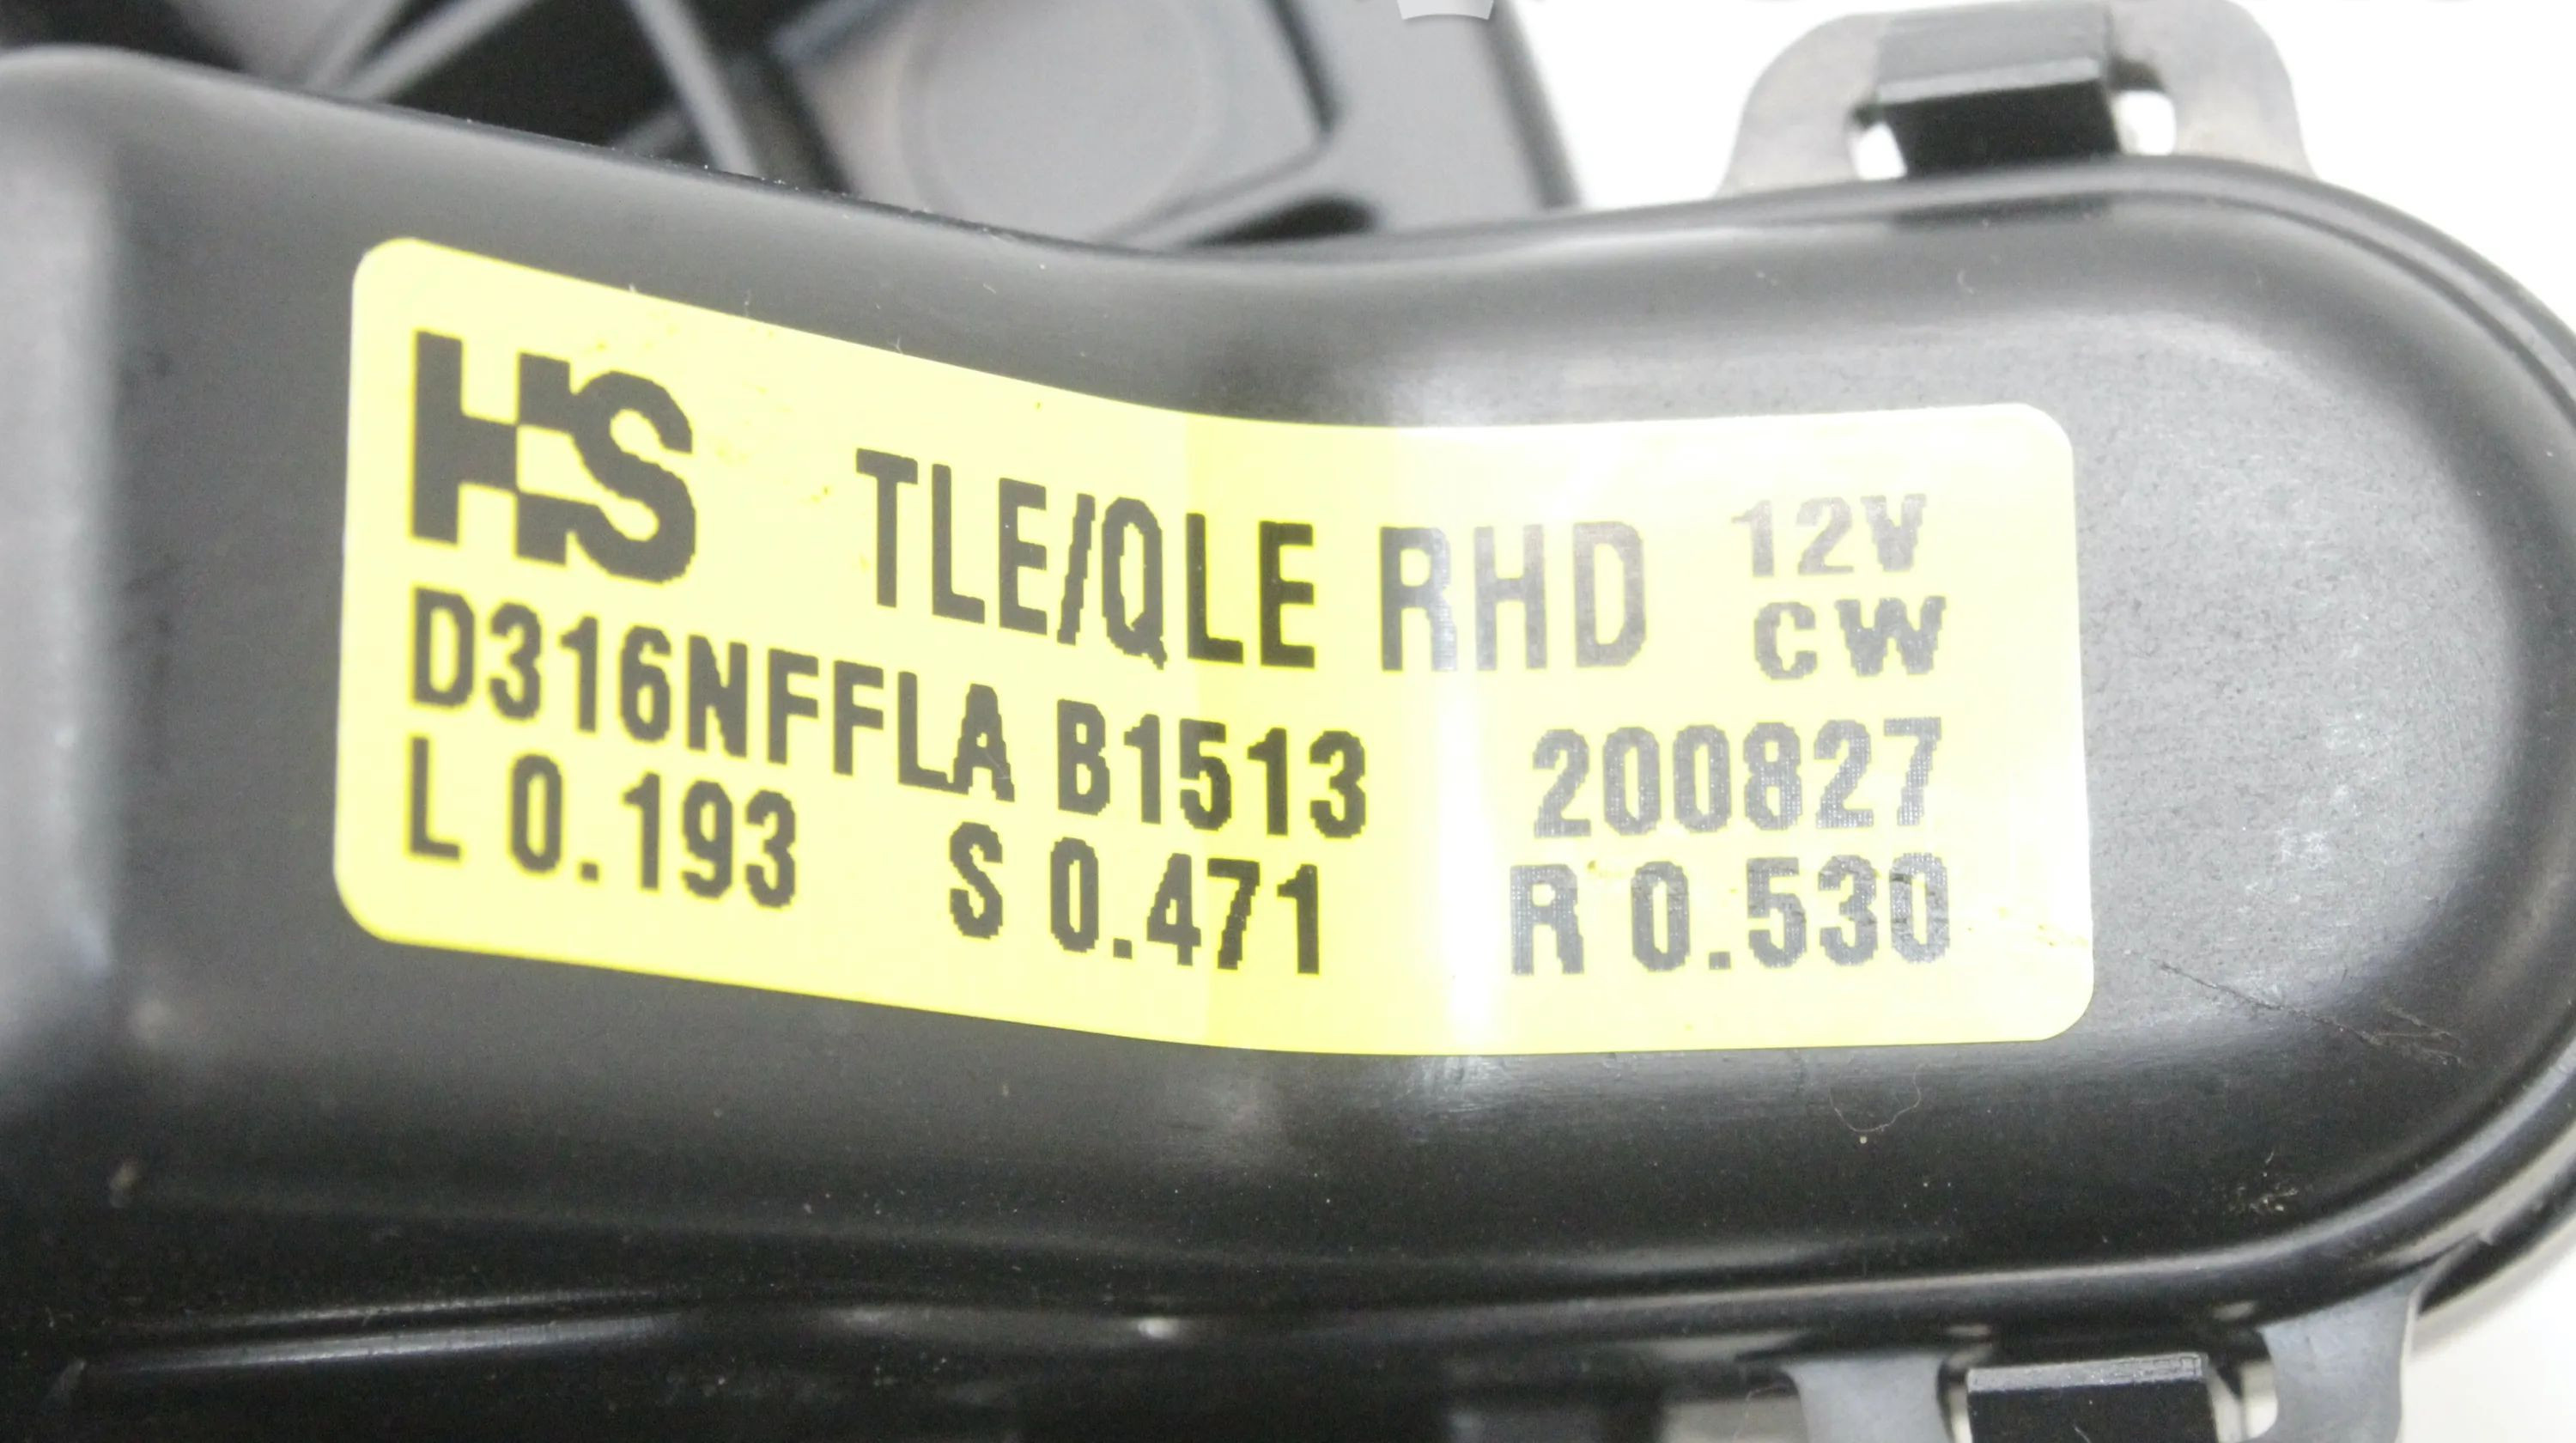 HS TLE/QLE RHD 12V
CW
D316NFFLA B1513 200827
L 0.193 S 0.471 R 0.530